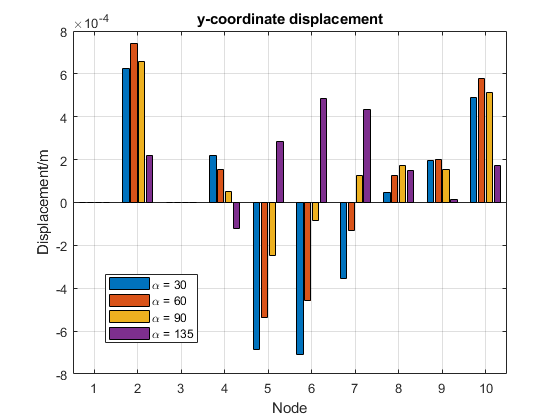 y-coordinate displacement
×10-4
8
6
4
2
0
-2
-4
-6
-8
Displacement/m
α = 30
α = 60
α = 90
α = 135
1 2 3 4 5 6 7 8 9 10
Node